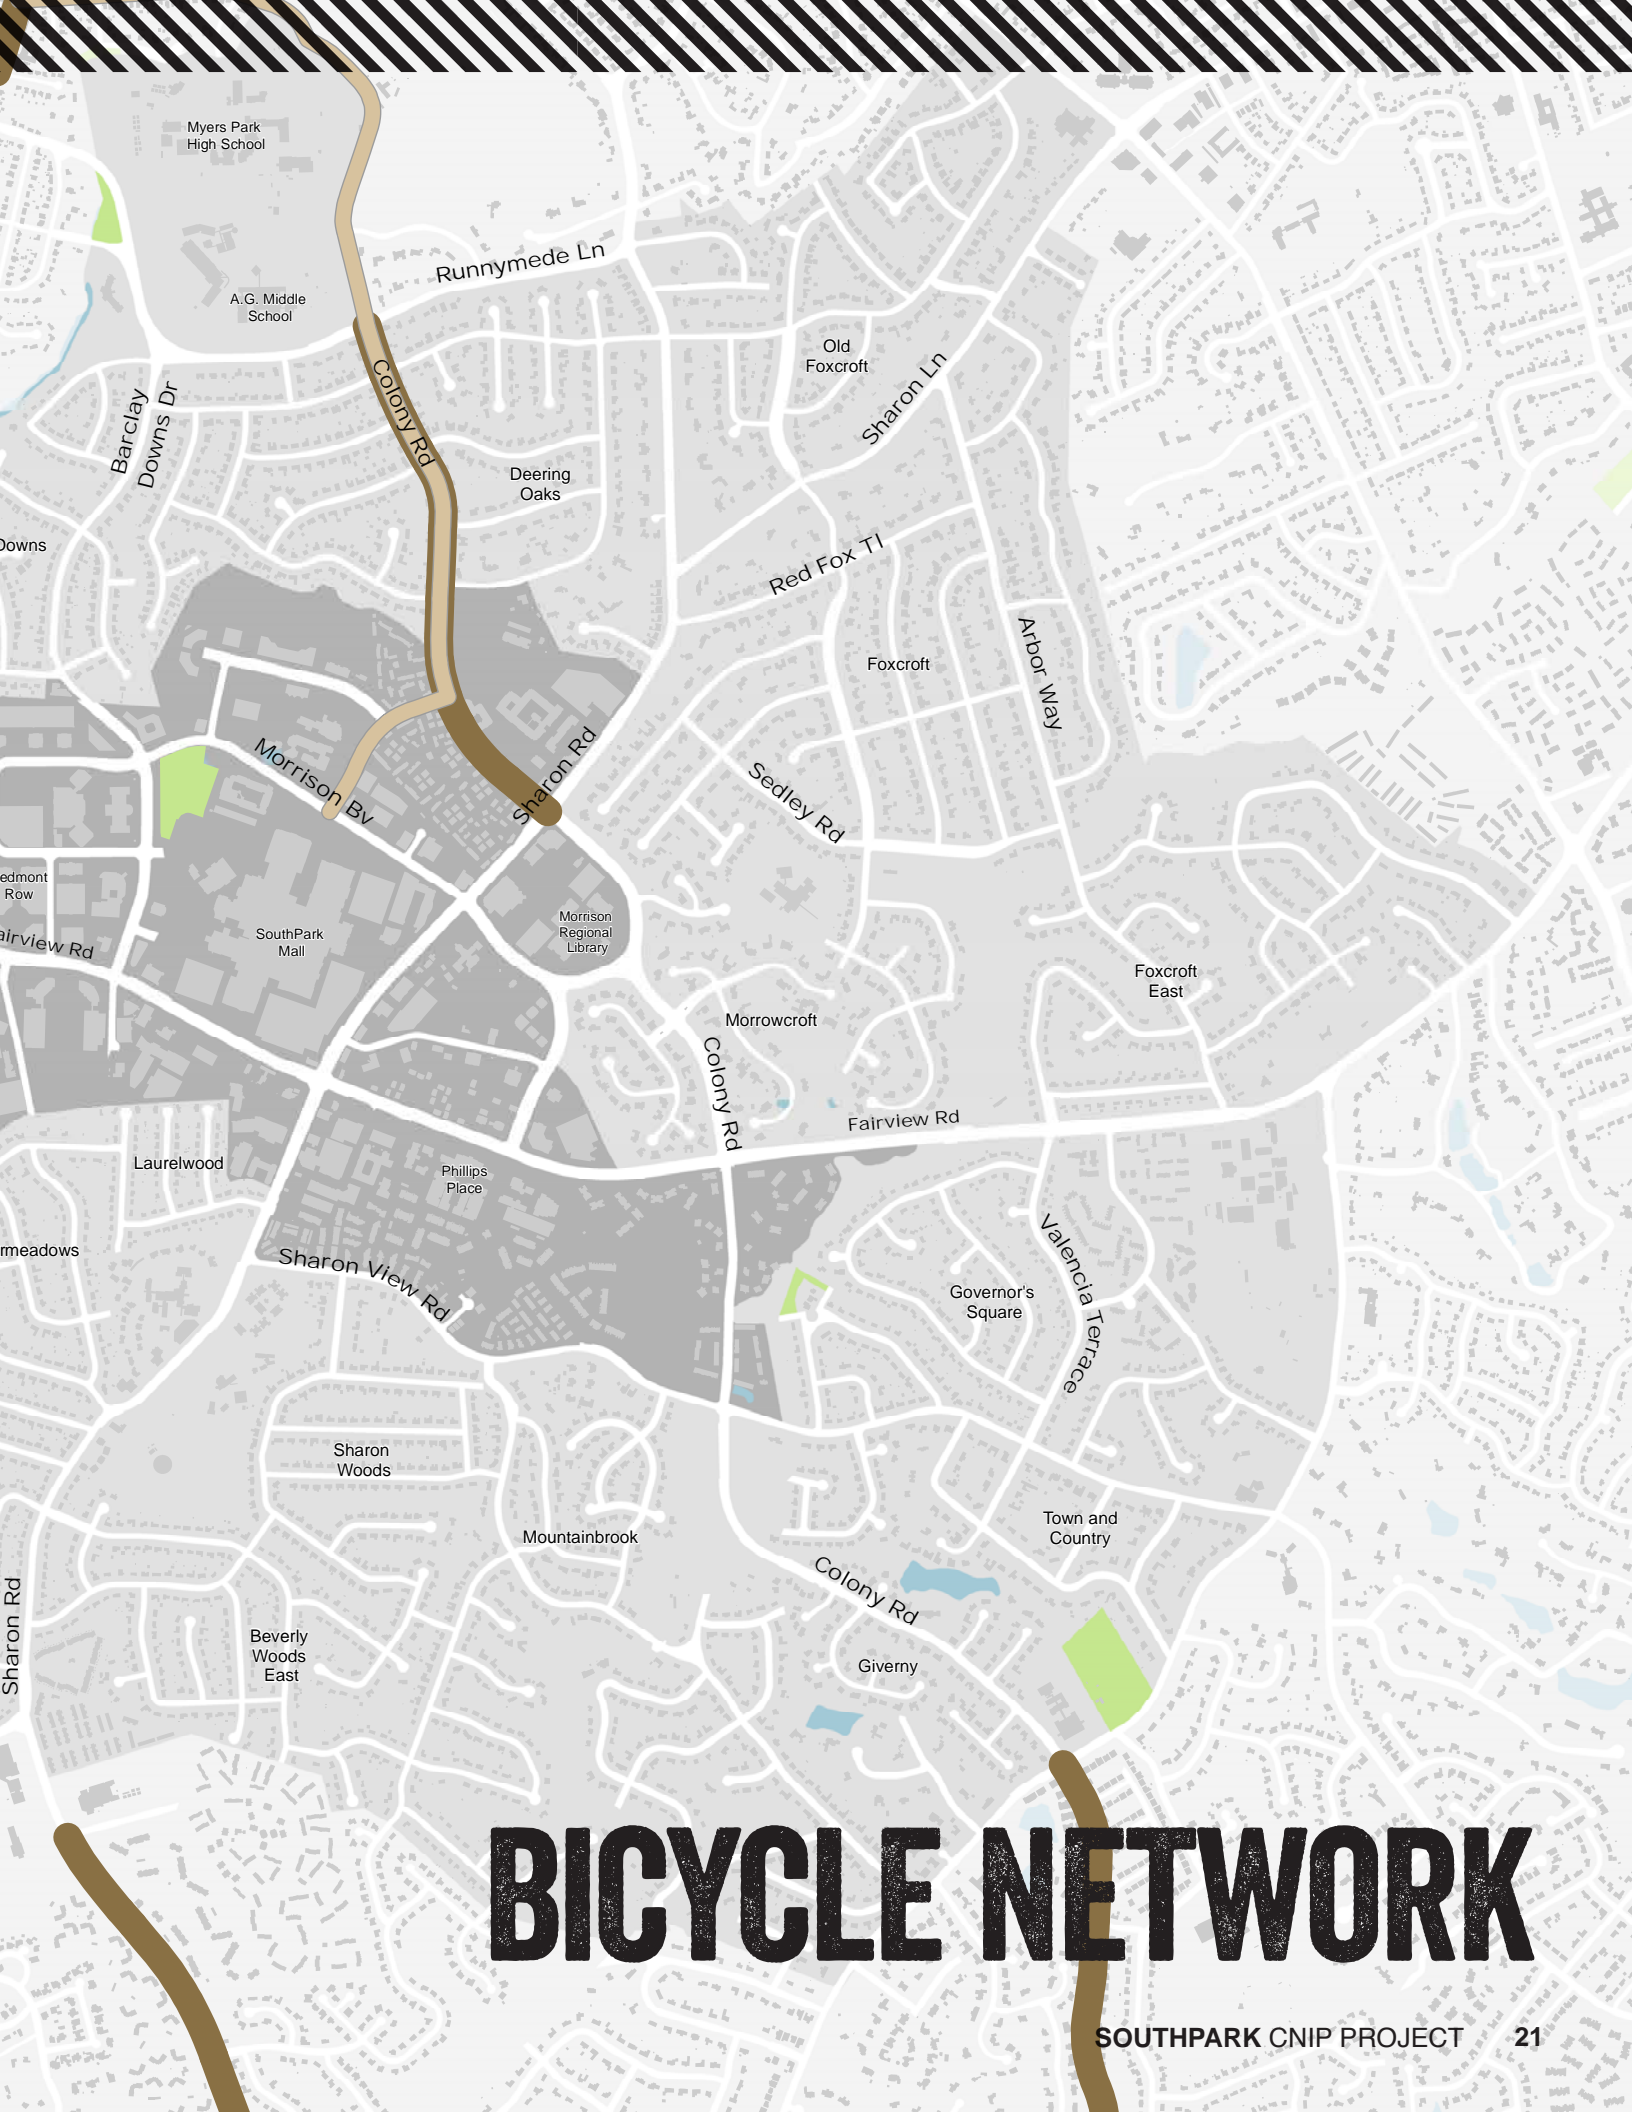 Myers Park
High School
Runnymede Ln
A.G. Middle
School
Old
Foxcroft
Sharon Ln
Colony Rd
Barclay
Downs Dr
Deering
Oaks
Downs
Red Fox Tl
Arbor Way
Foxcroft
Sharon Rd
Morrison Bv
Sedley Rd
edmont
Row
Morrison
Regional
Library
SouthPark
Mall
airview Rd
Foxcroft
East
Morrowcroft
Colony Rd
Fairview Rd
Laurelwood
Phillips
Place
rmeadows
Sharon View Rd
Valencia Terrace
Governor's
Square
Sharon
Woods
Mountainbrook
Town and
Country
Colony Rd
Sharon Rd
Beverly
Woods
East
Giverny
BICYCLE NETWORK
SOUTHPARK CNIP PROJECT 21